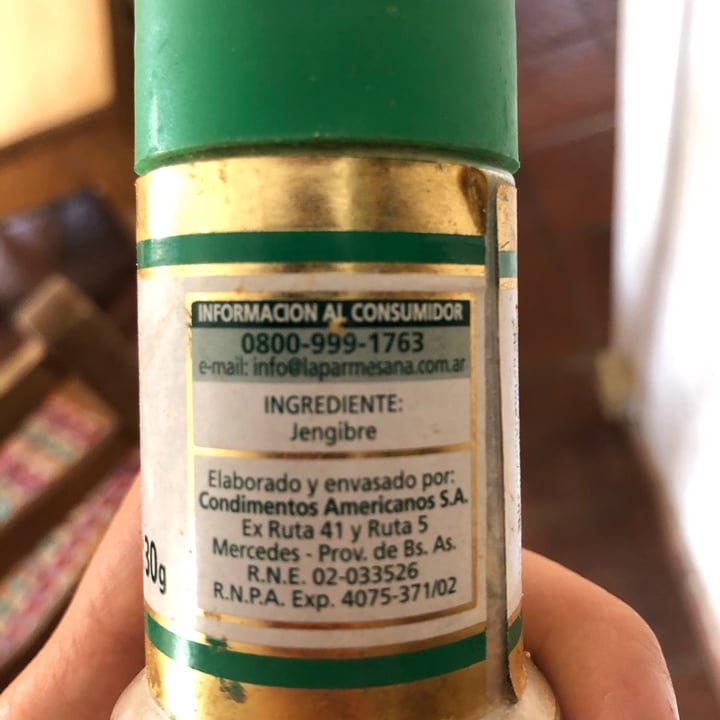 INFORMACION AL CONSUMIDOR
0800-999-1763
e-mail: info@laparmesana.com.ar
INGREDIENTE:
Jengibre
Elaborado y envasado por:
Condimentos Americanos S.A.
Ex Ruta 41 y Ruta 5
Mercedes - Prov. de Bs. As.
R.N.E. 02-033526
R.N.P.A. Exp. 4075-371/02
30g